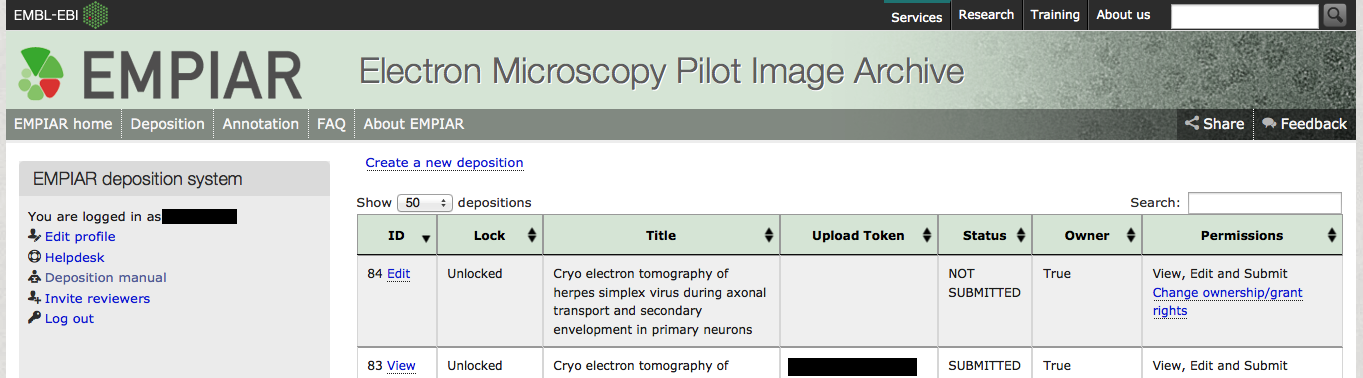 EMBL-EBI
Services
Research
Training
About us
EMPIAR
Electron Microscopy Pilot Image Archive
EMPIAR home
Deposition
Annotation
FAQ
About EMPIAR
Share
Feedback
EMPIAR deposition system
You are logged in as
Edit profile
Helpdesk
Deposition manual
Invite reviewers
Log out
Create a new deposition
Show 50 depositions
Search:
ID
Lock
Title
Upload Token
Status
Owner
Permissions
84 Edit
Unlocked
Cryo electron tomography of
herpes simplex virus during axonal
transport and secondary
envelopment in primary neurons
NOT
SUBMITTED
True
View, Edit and Submit
Change ownership/grant
rights
83 View
Unlocked
Cryo electron tomography of
SUBMITTED
True
View, Edit and Submit